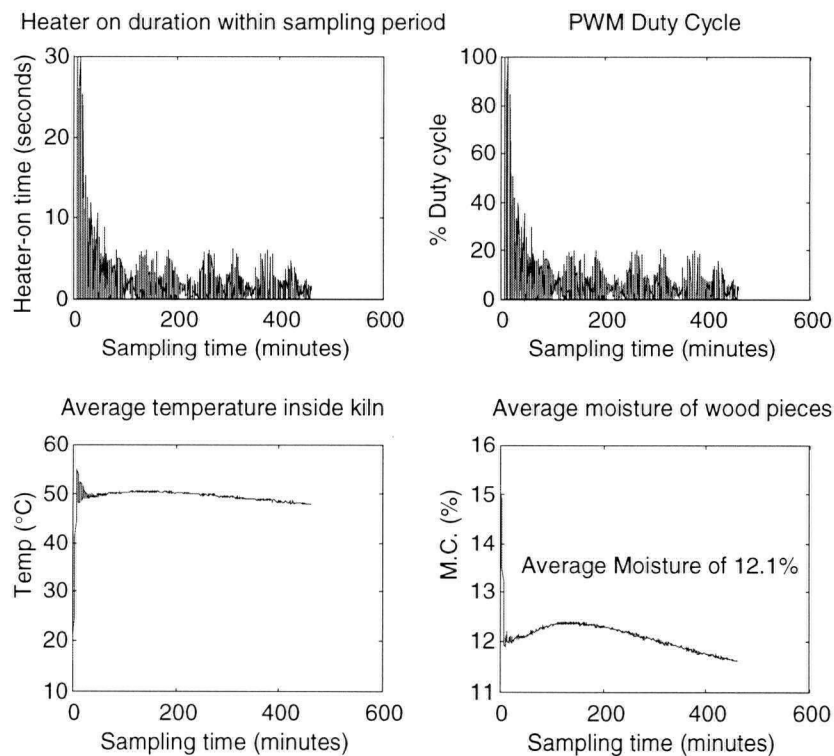 Heater on duration within sampling period
30
20
10
0
Heater-on time (seconds)
0 200 400 600
Sampling time (minutes)
PWM Duty Cycle
100
80
60
40
20
0
% Duty cycle
0 200 400 600
Sampling time (minutes)
Average temperature inside kiln
60
50
40
30
20
10
Temp (°C)
0 200 400 600
Sampling time (minutes)
Average moisture of wood pieces
16
15
14
13
12
11
M.C. (%)
Average Moisture of 12.1%
0 200 400 600
Sampling time (minutes)